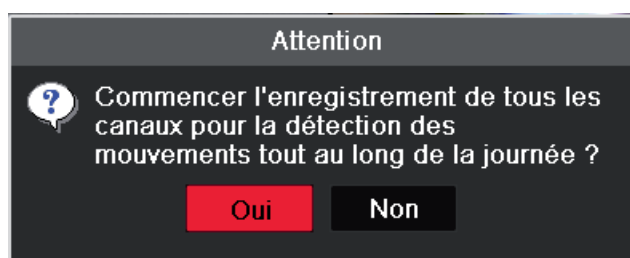 Attention
Commencer l'enregistrement de tous les
canaux pour la détection des
mouvements tout au long de la journée ?
Oui Non